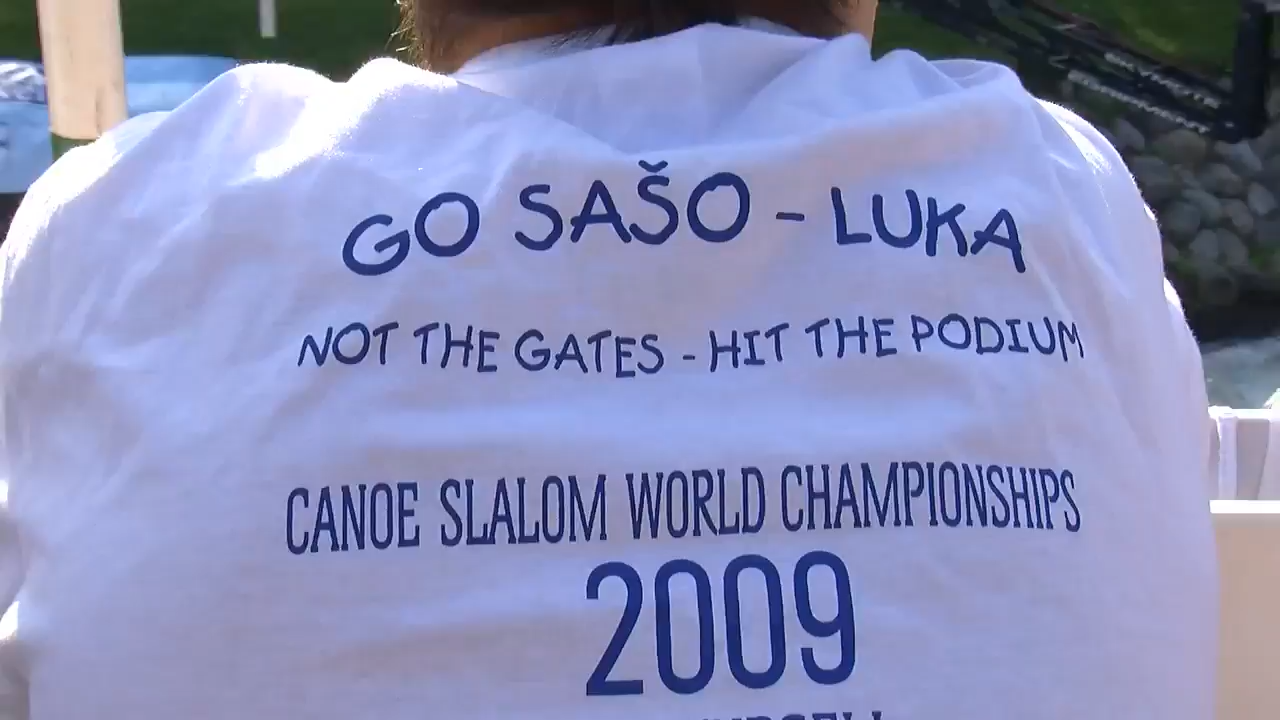 GO SAŠO - LUKA
NOT THE GATES - HIT THE PODIUM
CANOE SLALOM WORLD CHAMPIONSHIPS
2009